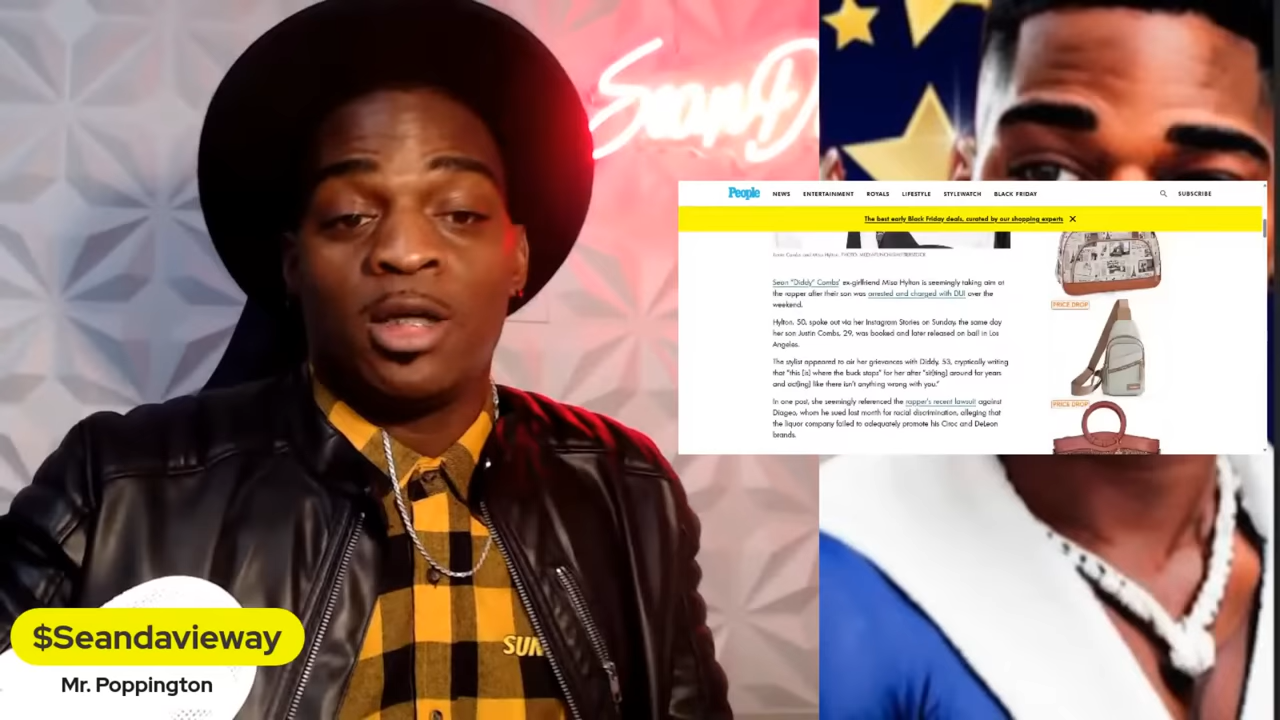 Sean D
People
NEWS
ENTERTAINMENT
ROYALS
LIFESTYLE
STYLEWATCH
BLACK FRIDAY
SUBSCRIBE
The best early Black Friday deals, curated by our shopping experts
Sean "Diddy" Combs' ex-girlfriend Misa Hylton is seemingly taking aim at
the rapper after their son was arrested and charged with DUI over the
weekend.
Hylton, 50, spoke out via her Instagram Stories on Sunday, the same day
her son Justin Combs, 29, was booked and later released on bail in Los
Angeles.
The stylist appeared to air her grievances with Diddy, 53, cryptically writing
that "this [is] where the buck stops" for her after "sit[ting] around for years
and act[ing] like there isn't anything wrong with you."
In one post, she seemingly referenced the rapper's recent lawsuit against
Diageo, whom he sued last month for racial discrimination, alleging that
the liquor company failed to adequately promote his Ciroc and DeLeon
brands.
PRICE DROP
PRICE DROP
SUN
$Seandavieway
Mr. Poppington